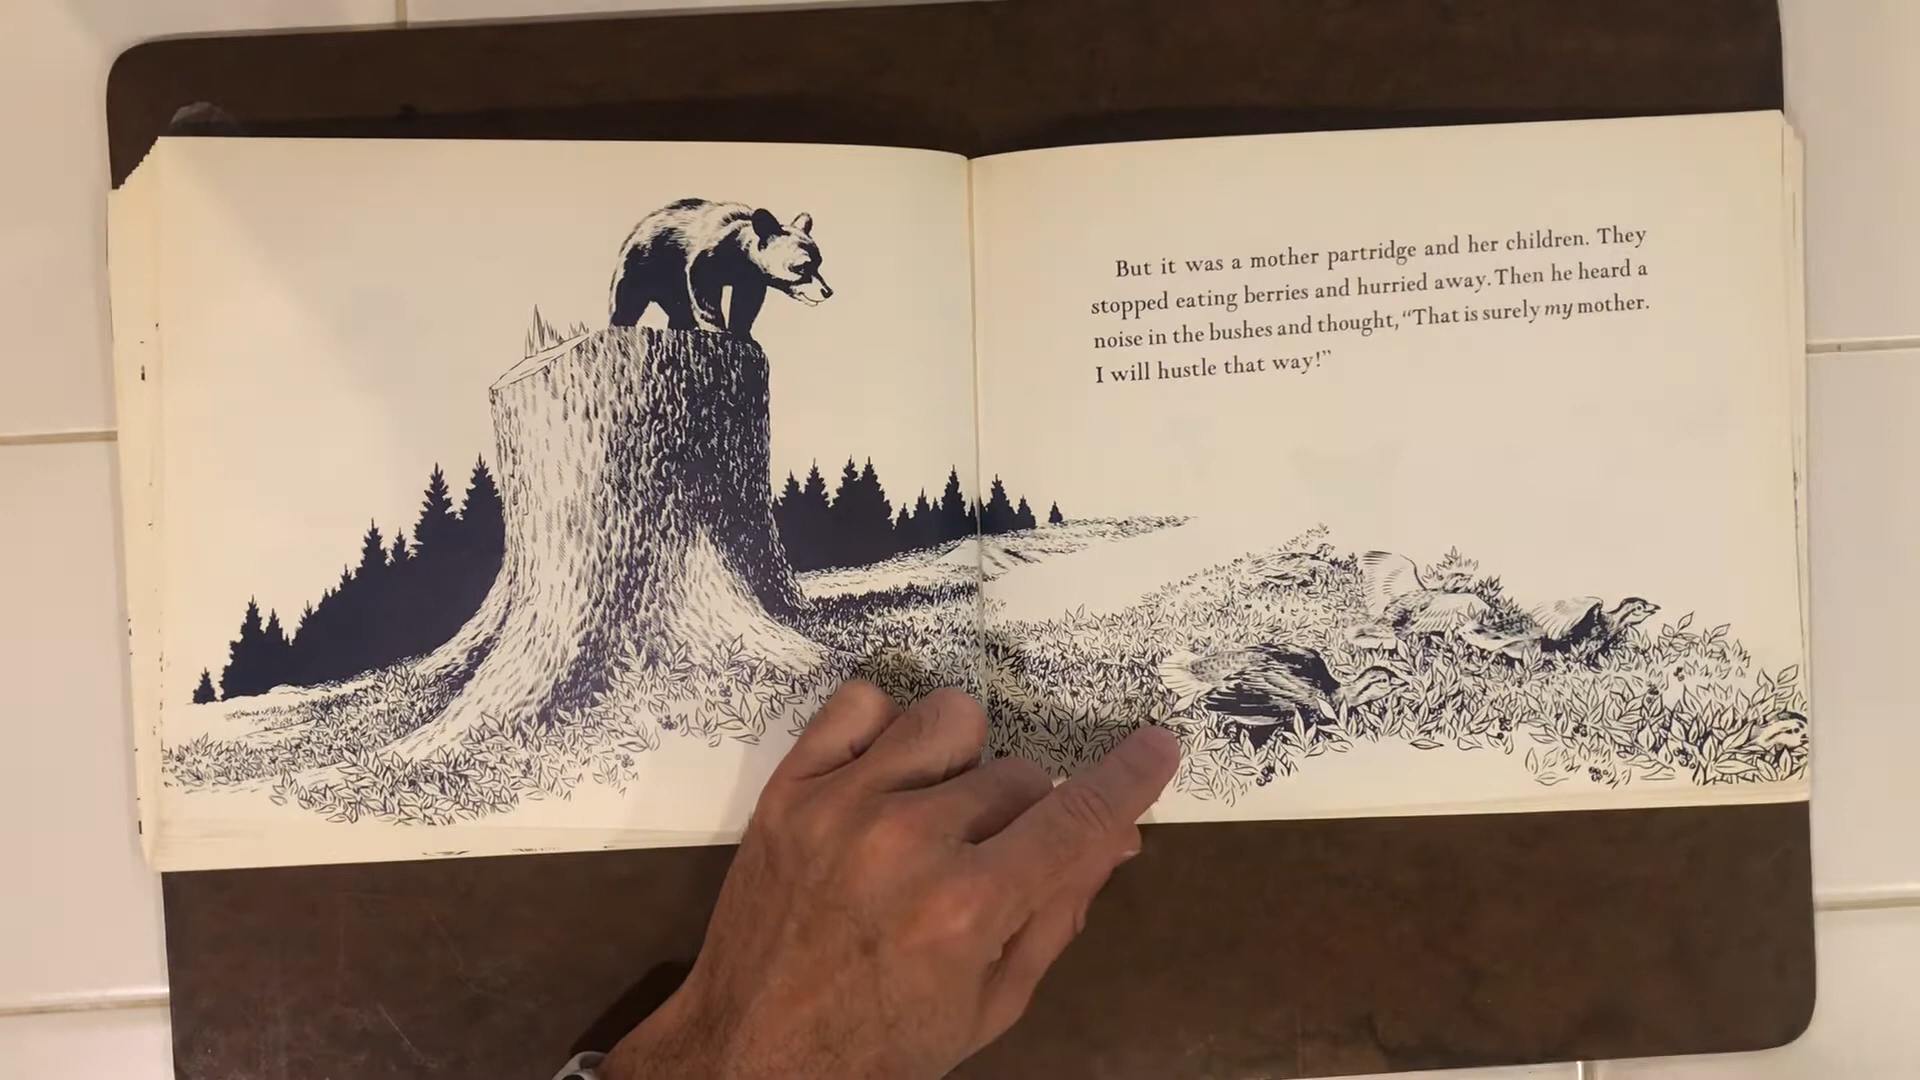 But it was a mother partridge and her children. They
stopped eating berries and hurried away. Then he heard a
noise in the bushes and thought, “That is surely my mother.
I will hustle that way!”